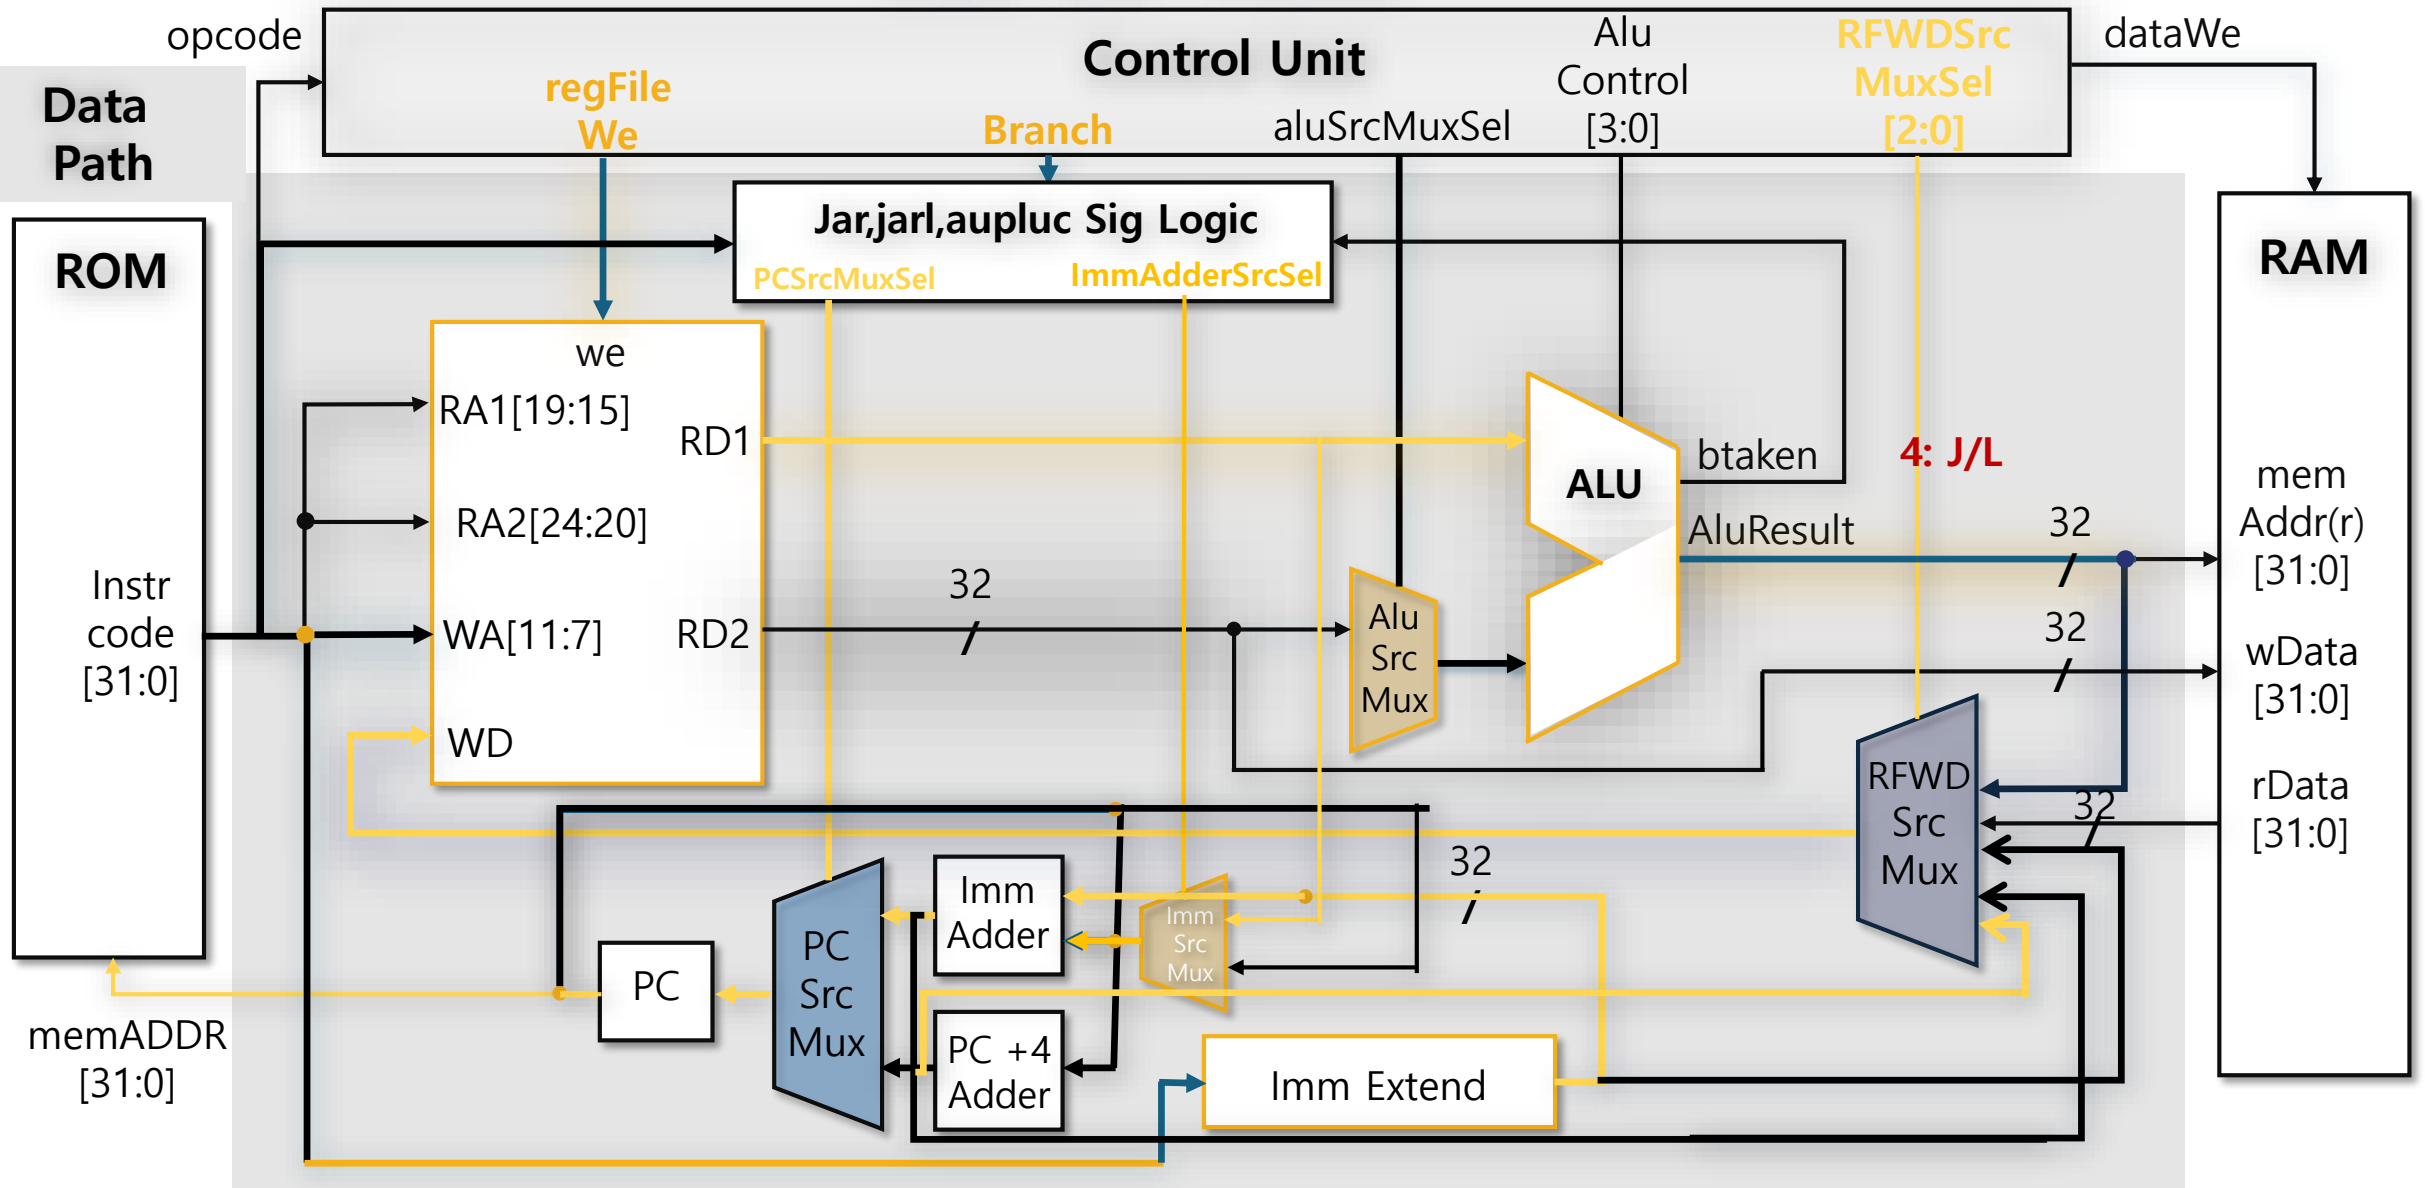 opcode
Control Unit
Alu
Control
[3:0]
RFWDSrc
MuxSel
[2:0]
dataWe
Data
Path
regFile
We
Branch
aluSrcMuxSel
Jar,jarl,aupluc Sig Logic
PCSrcMuxSel
ImmAdderSrcSel
ROM
RAM
we
RA1[19:15]
RD1
RA2[24:20]
WA[11:7]
RD2
WD
Instr
code
[31:0]
32
Alu
Src
Mux
ALU
btaken
AluResult
4: J/L
32
32
mem
Addr(r)
[31:0]
wData
[31:0]
rData
[31:0]
RFWD
Src
Mux
32
32
Imm
Adder
Imm
Src
Mux
PC
Src
Mux
PC
PC +4
Adder
Imm Extend
memADDR
[31:0]